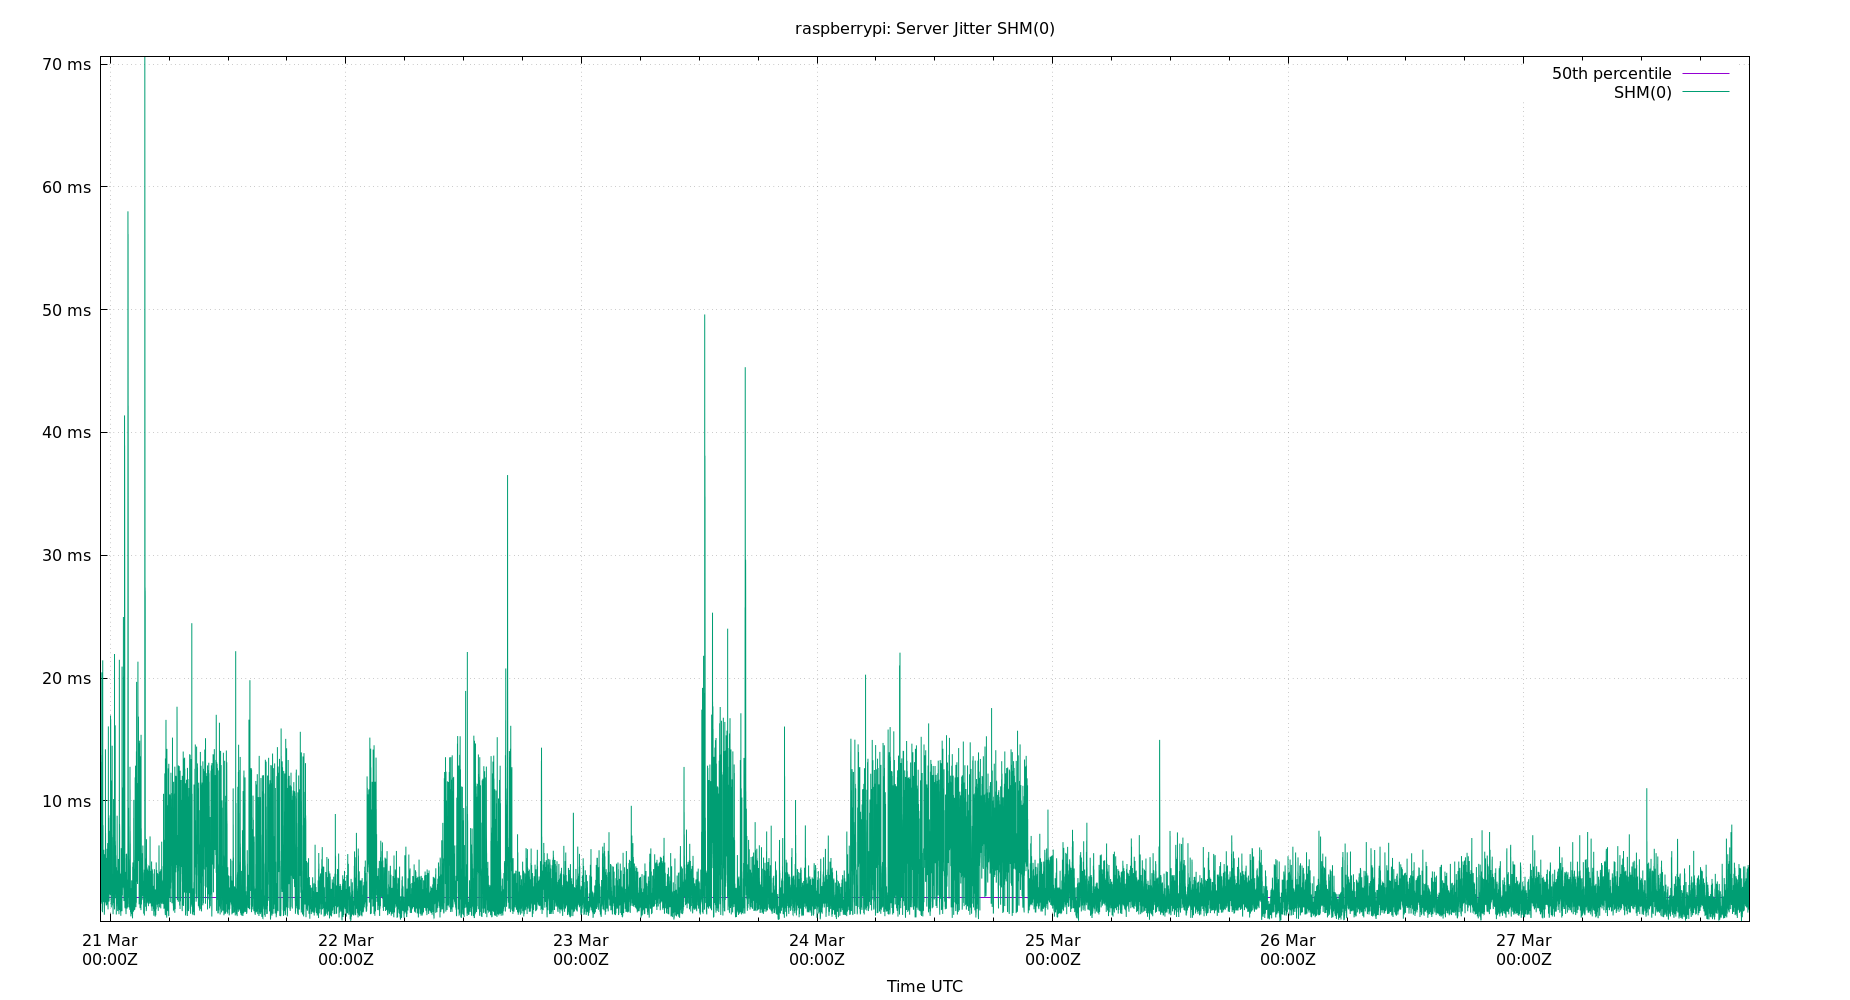 raspberrypi: Server Jitter SHM(0)
70 ms
60 ms
50 ms
40 ms
30 ms
20 ms
10 ms
50th percentile
SHM(0)
21 Mar
00:00Z
22 Mar
00:00Z
23 Mar
00:00Z
24 Mar
00:00Z
25 Mar
00:00Z
26 Mar
00:00Z
27 Mar
00:00Z
Time UTC